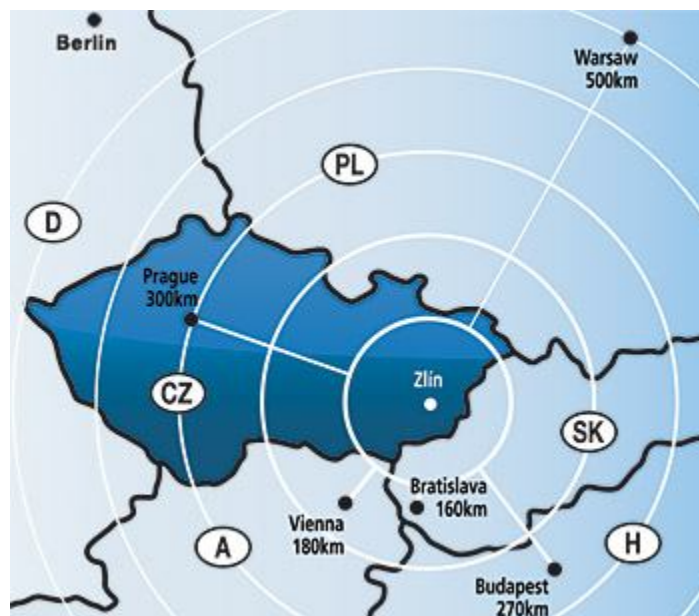 Berlin
Warsaw
500km
PL
D
Prague
300km
CZ
Zlín
SK
Bratislava
160km
Vienna
180km
A
H
Budapest
270km